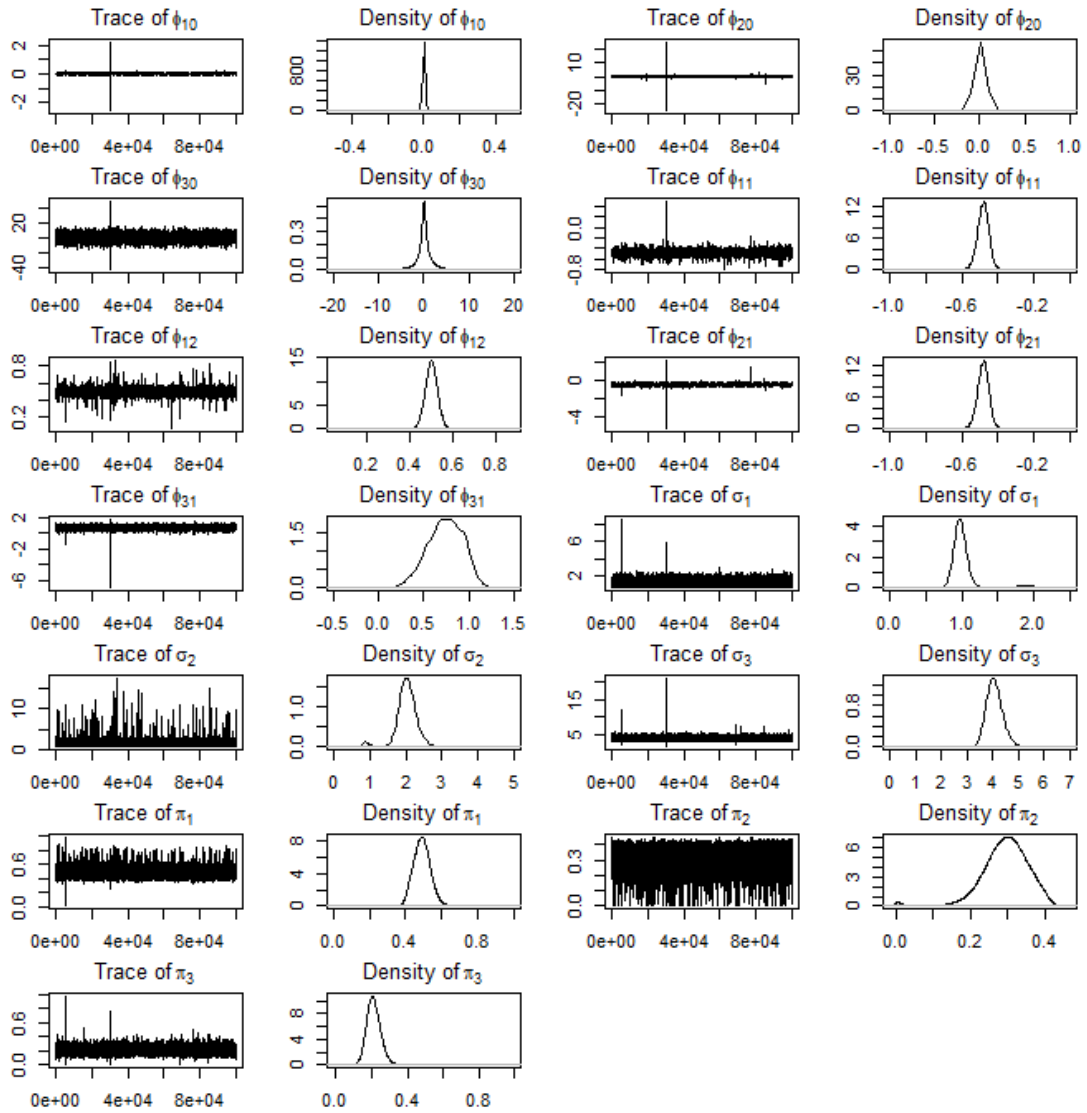 Trace of ϕ10 Density of ϕ10 Trace of ϕ20 Density of ϕ20
2 0 -2 800 0 10 -20 30 0
0e+00 4e+04 8e+04 -0.4 0.0 0.4 0e+00 4e+04 8e+04 -1.0 -0.5 0.0 0.5 1.0
Trace of ϕ30 Density of ϕ30 Trace of ϕ11 Density of ϕ11
20 -40 0.3 0.0 0.0 -0.8 12 6 0
0e+00 4e+04 8e+04 -20 -10 0 10 20 0e+00 4e+04 8e+04 -1.0 -0.6 -0.2
Trace of ϕ12 Density of ϕ12 Trace of ϕ21 Density of ϕ21
0.8 0.2 15 5 0 0 -4 12 6 0
0e+00 4e+04 8e+04 0.2 0.4 0.6 0.8 0e+00 4e+04 8e+04 -1.0 -0.6 -0.2
Trace of ϕ31 Density of ϕ31 Trace of σ1 Density of σ1
2 -2 -6 1.5 0.0 6 2 4 2 0
0e+00 4e+04 8e+04 -0.5 0.0 0.5 1.0 1.5 0e+00 4e+04 8e+04 0.0 1.0 2.0
Trace of σ2 Density of σ2 Trace of σ3 Density of σ3
10 0 1.0 0.0 15 5 0.8 0.0
0e+00 4e+04 8e+04 0 1 2 3 4 5 0e+00 4e+04 8e+04 0 1 2 3 4 5 6 7
Trace of π1 Density of π1 Trace of π2 Density of π2
0.6 0.0 8 4 0 0.3 0.0 6 3 0
0e+00 4e+04 8e+04 0.0 0.4 0.8 0e+00 4e+04 8e+04 0.0 0.2 0.4
Trace of π3 Density of π3
0.6 0.0 8 4 0
0e+00 4e+04 8e+04 0.0 0.4 0.8